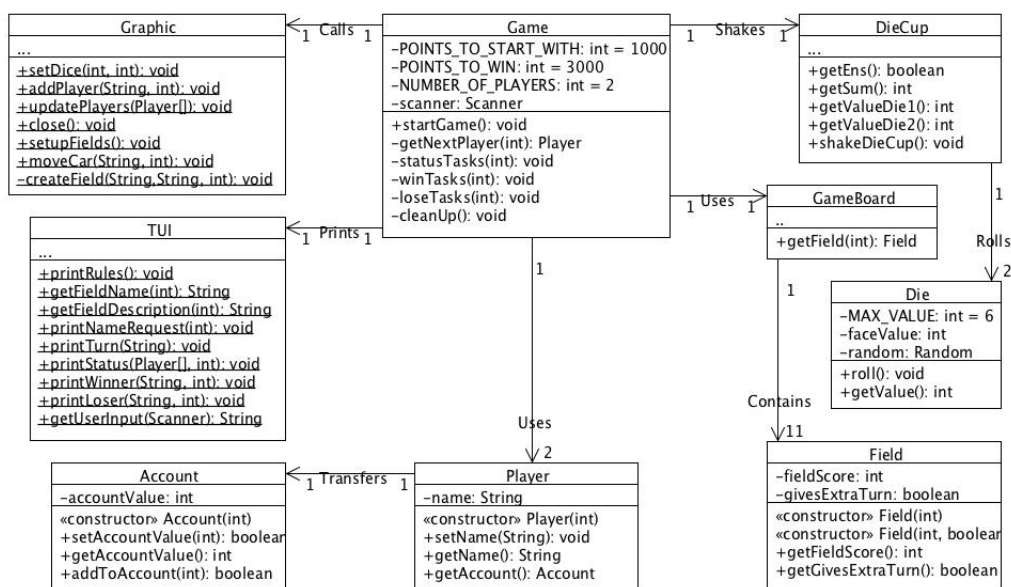 Graphic
...
+setDice(int, int): void
+addPlayer(String, int): void
+updatePlayers(Player[]): void
+close(): void
+setupFields(): void
+moveCar(String, int): void
-createField(String,String, int): void
1 Calls 1
Game
-POINTS_TO_START_WITH: int = 1000
-POINTS_TO_WIN: int = 3000
-NUMBER_OF_PLAYERS: int = 2
-scanner: Scanner
+startGame(): void
-getNextPlayer(int): Player
-statusTasks(int): void
-winTasks(int): void
-loseTasks(int): void
-cleanUp(): void
1 Shakes 1
DieCup
...
+getEns(): boolean
+getSum(): int
+getValueDie1(): int
+getValueDie2(): int
+shakeDieCup(): void
1
Rolls
2
1 Uses 1
GameBoard
..
+getField(int): Field
1
Contains
11
Die
-MAX_VALUE: int = 6
-faceValue: int
-random: Random
+roll(): void
+getValue(): int
1 Prints 1
TUI
...
+printRules(): void
+getFieldName(int): String
+getFieldDescription(int): String
+printNameRequest(int): void
+printTurn(String): void
+printStatus(Player[], int): void
+printWinner(String, int): void
+printLoser(String, int): void
+getUserInput(Scanner): String
1
Uses
2
Account
-accountValue: int
«constructor» Account(int)
+setAccountValue(int): boolear
+getAccountValue(): int
+addToAccount(int): boolean
1 Transfers 1
Player
-name: String
«constructor» Player(int)
+setName(String): void
+getName(): String
+getAccount(): Account
Field
-fieldScore: int
-givesExtraTurn: boolean
«constructor» Field(int)
«constructor» Field(int, boolear
+getFieldScore(): int
+getGivesExtraTurn(): boolean